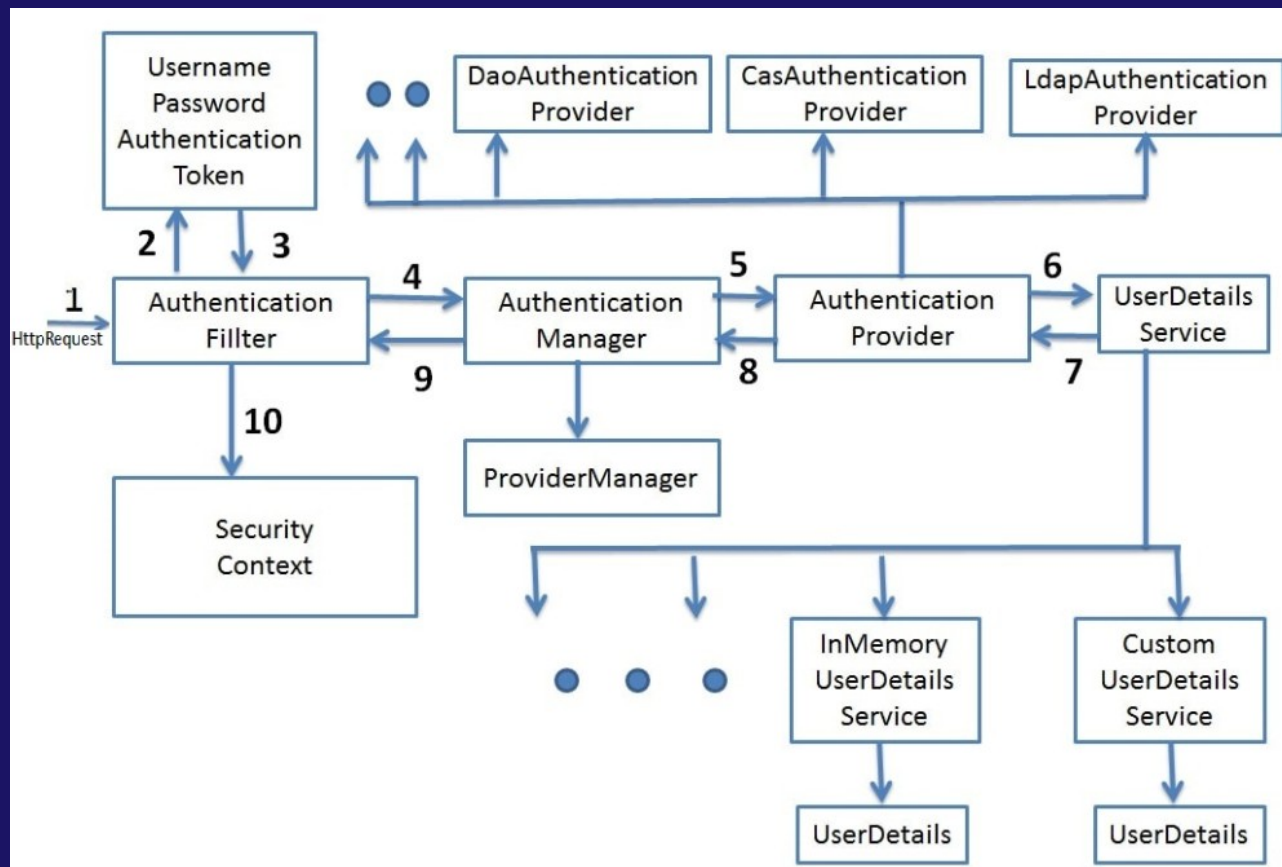 Username
Password
Authentication
Token
DaoAuthentication
Provider
CasAuthentication
Provider
LdapAuthentication
Provider
2
3
1
HttpRequest
Authentication
Fillter
4
9
Authentication
Manager
5
8
Authentication
Provider
6
7
UserDetails
Service
10
Security
Context
ProviderManager
InMemory
UserDetails
Service
Custom
UserDetails
Service
UserDetails
UserDetails